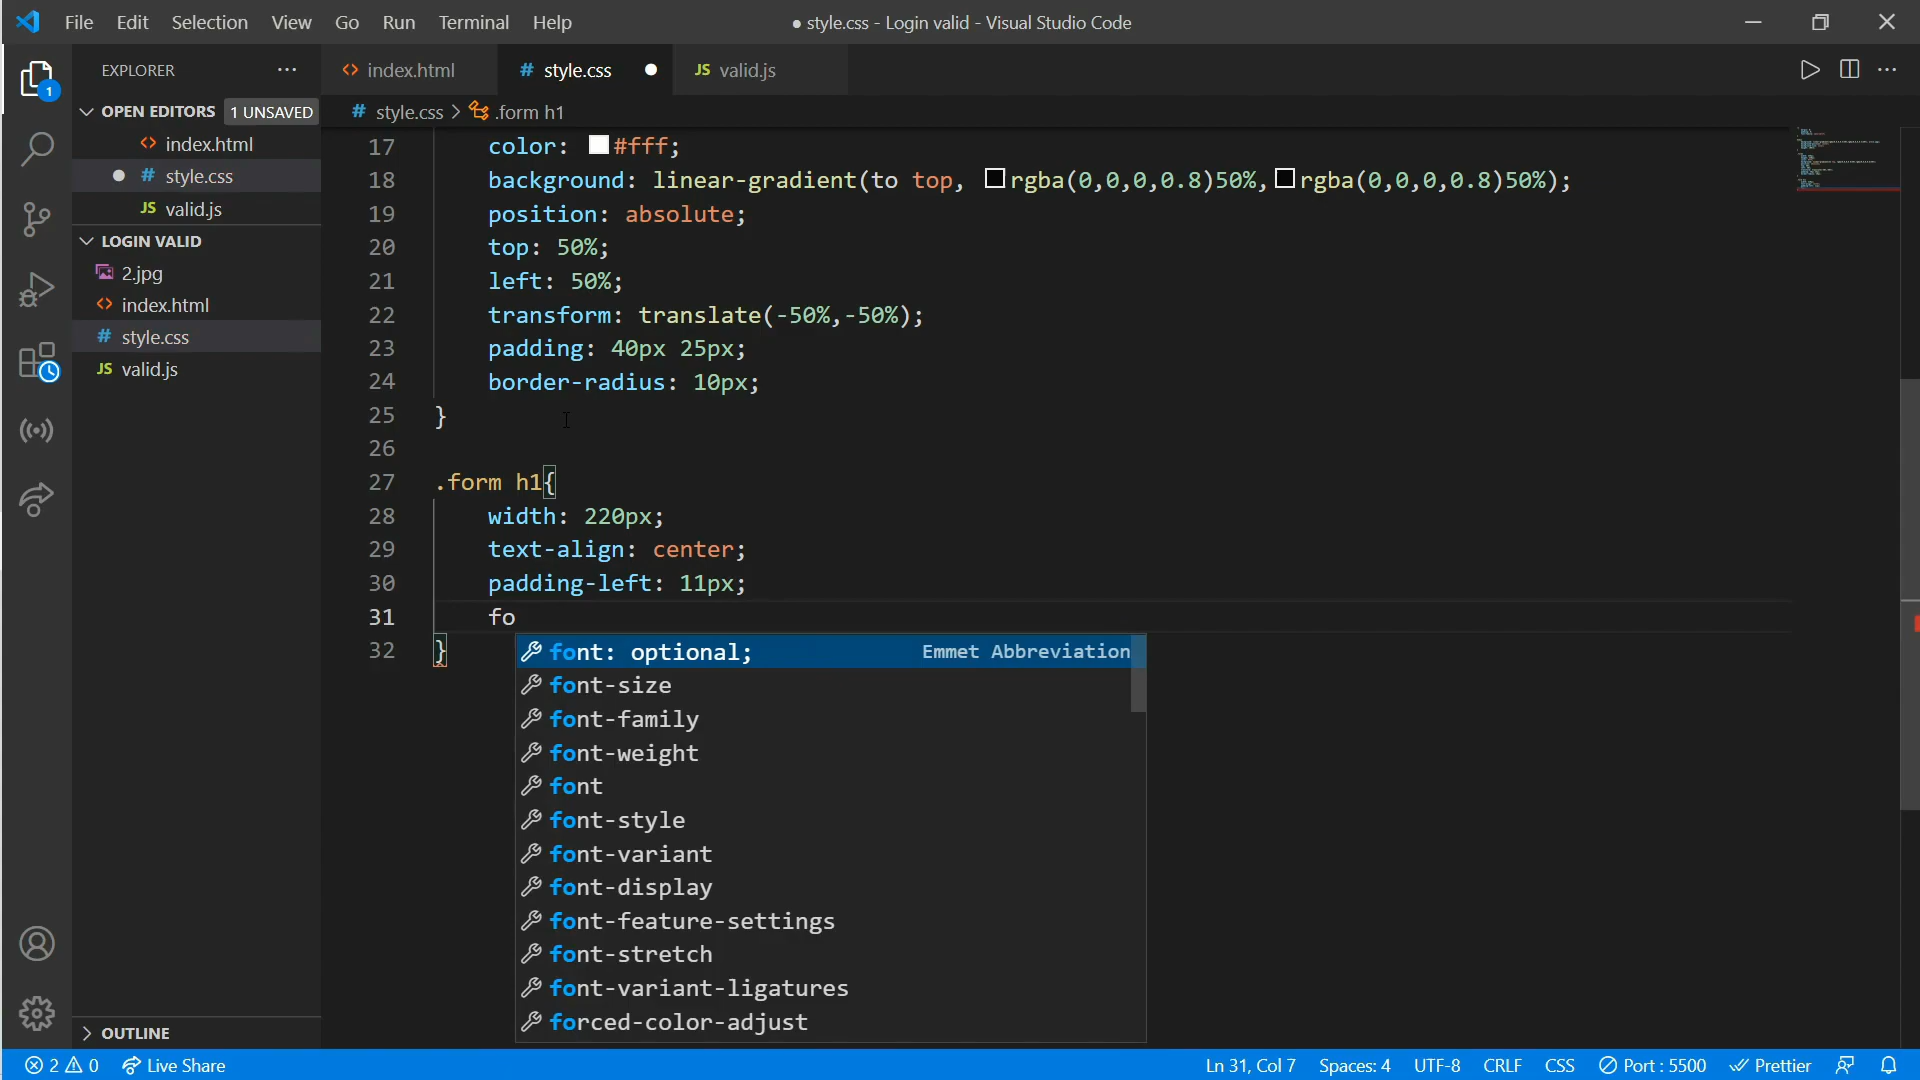 File Edit Selection View Go Run Terminal Help
● style.css - Login valid - Visual Studio Code
EXPLORER ···
<> index.html
# style.css ●
JS valid.js
OPEN EDITORS 1 UNSAVED
<> index.html
● # style.css
JS valid.js
LOGIN VALID
2.jpg
<> index.html
# style.css
JS valid.js
OUTLINE
1
# style.css > .form h1
17 color: #fff;
18 background: linear-gradient(to top, rgba(0,0,0,0.8)50%,rgba(0,0,0,0.8)50%);
19 position: absolute;
20 top: 50%;
21 left: 50%;
22 transform: translate(-50%,-50%);
23 padding: 40px 25px;
24 border-radius: 10px;
25 }
26
27 .form h1{
28 width: 220px;
29 text-align: center;
30 padding-left: 11px;
31 fo
32 }
font: optional; Emmet Abbreviation
font-size
font-family
font-weight
font
font-style
font-variant
font-display
font-feature-settings
font-stretch
font-variant-ligatures
forced-color-adjust
2 0 Live Share
Ln 31, Col 7 Spaces: 4 UTF-8 CRLF CSS Port : 5500 Prettier